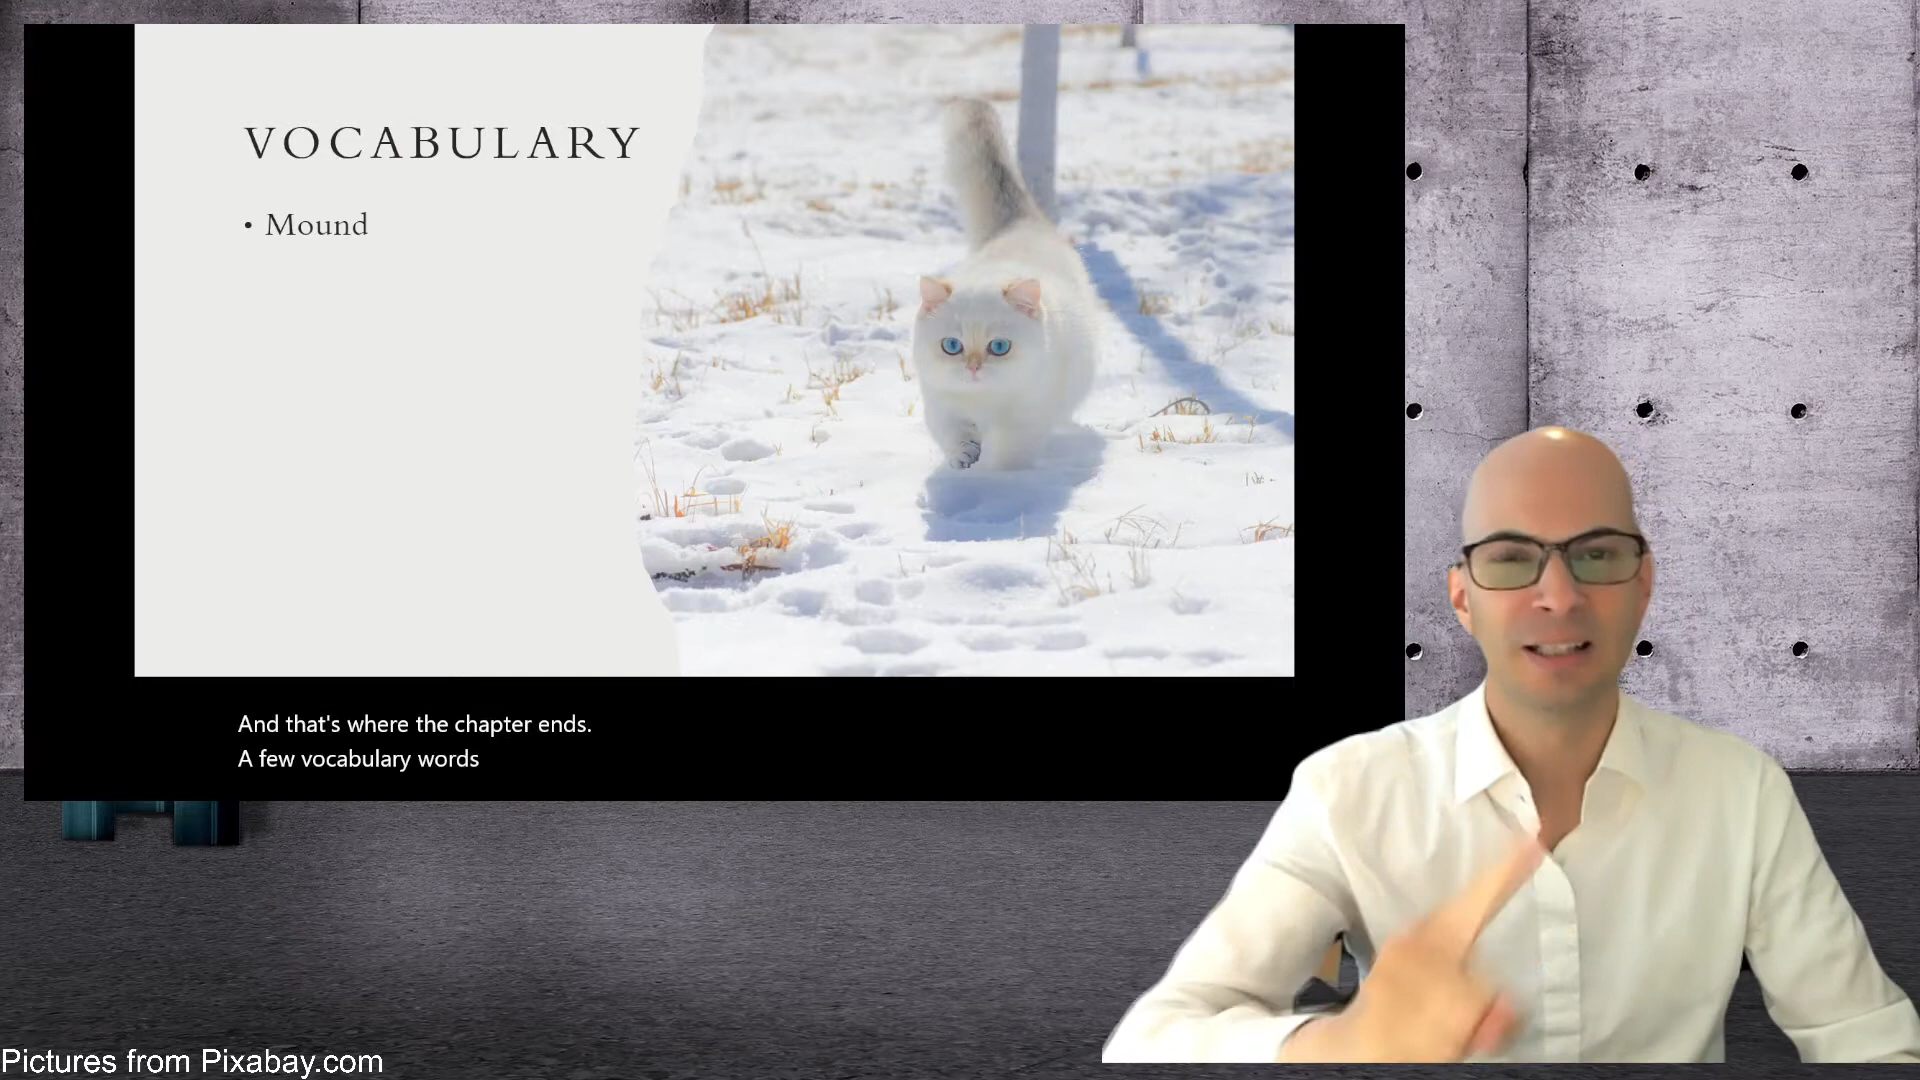 VOCABULARY
• Mound
And that's where the chapter ends.
A few vocabulary words
Pictures from Pixabay.com